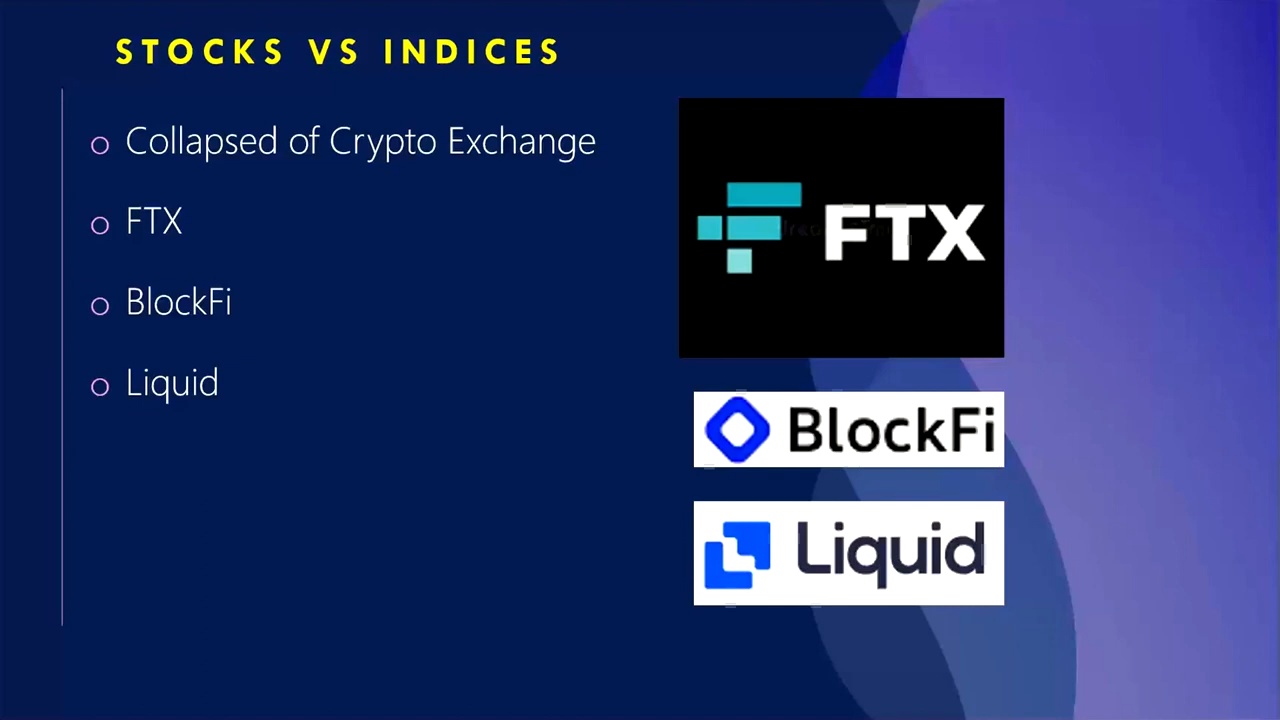 STOCKS VS INDICES
Collapsed of Crypto Exchange
FTX
BlockFi
Liquid
FTX
BlockFi
Liquid